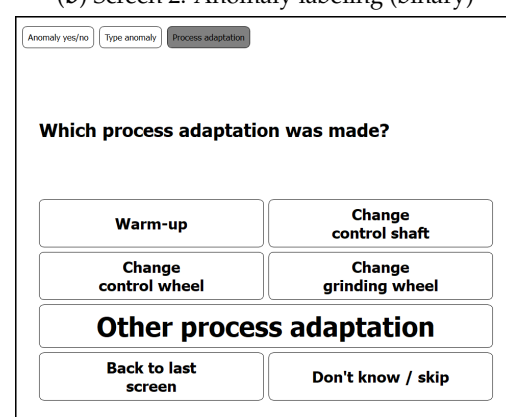 (b) Screen 2: Anomaly labeling (binary)
Anomaly yes/no Type anomaly Process adaptation
Which process adaptation was made?
Warm-up
Change
control shaft
Change
control wheel
Change
grinding wheel
Other process adaptation
Back to last
screen
Don't know / skip